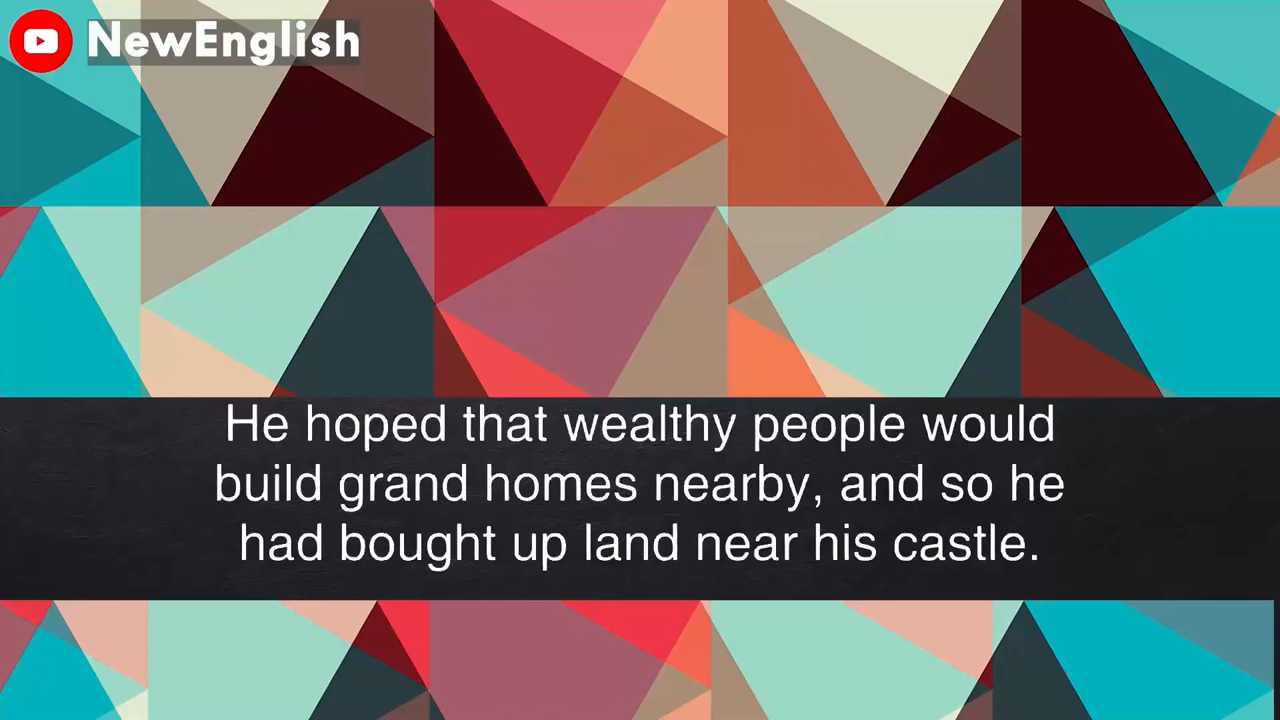 NewEnglish
He hoped that wealthy people would
build grand homes nearby, and so he
had bought up land near his castle.